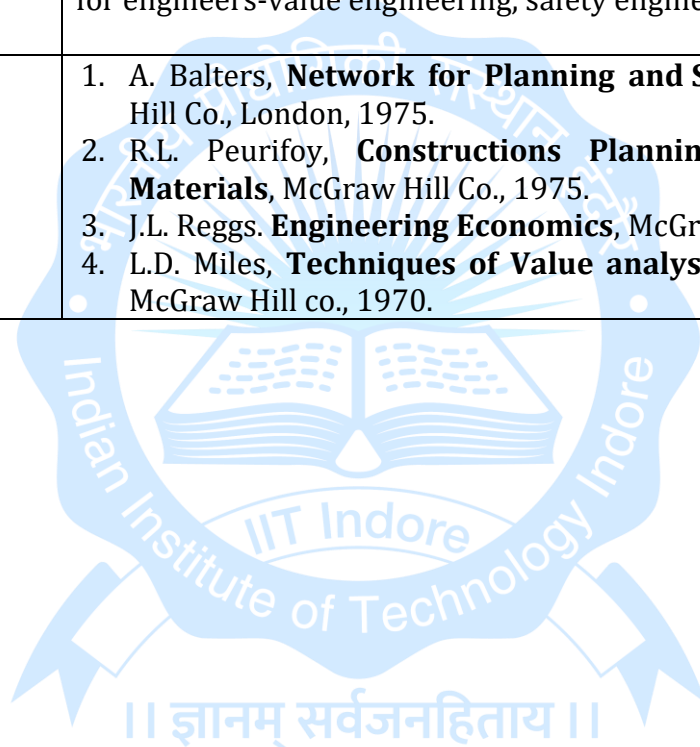 for engineers-value engineering, safety engine
1. A. Balters, Network for Planning and S
Hill Co., London, 1975.
2. R.L. Peurifoy, Constructions Plannin
Materials, McGraw Hill Co., 1975.
3. J.L. Reggs. Engineering Economics, McGr
4. L.D. Miles, Techniques of Value analys
McGraw Hill co., 1970.
भारतीय प्रौद्योगिकी संस्थान इंदौर
Indian Institute of Technology Indore
IIT Indore
।। ज्ञानम् सर्वजनहिताय ।।